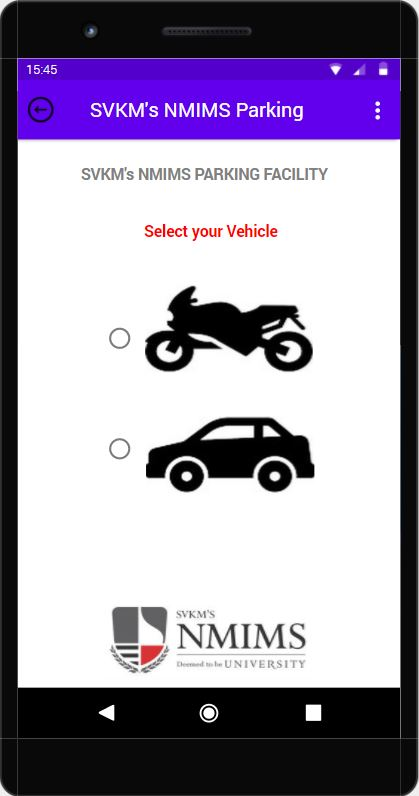 15:45
SVKM's NMIMS Parking
SVKM's NMIMS PARKING FACILITY
Select your Vehicle
SVKM'S
NMIMS
Deemed to be UNIVERSITY